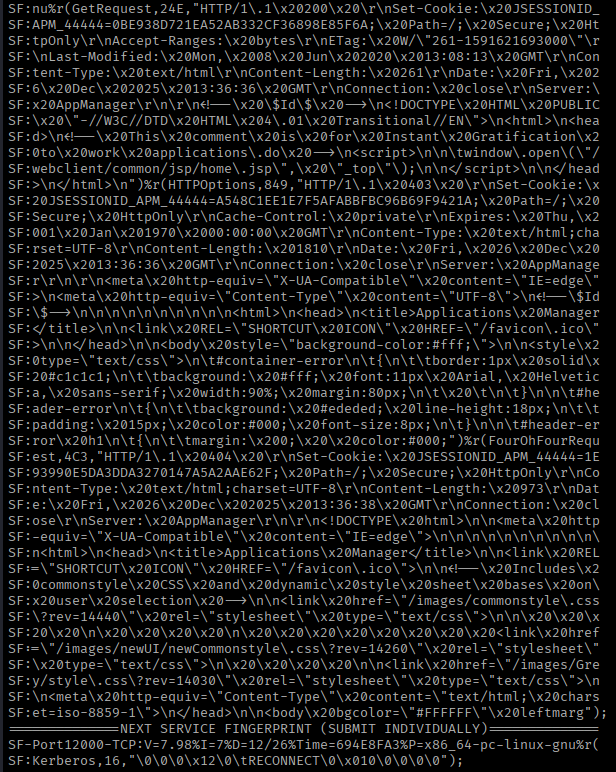 SF:nu%r(GetRequest,24E,"HTTP/1\.1\x20200\x20\r\nSet-Cookie:\x20JSESSIONID_
SF:APM_44444=0BE938D721EA52AB332CF36898E85F6A;\x20Path=/;\x20Secure;\x20Ht
SF:tpOnly\r\nAccept-Ranges:\x20bytes\r\nETag:\x20W/\"261-1591621693000\"\r
SF:\nLast-Modified:\x20Mon,\x2008\x20Jun\x202020\x2013:08:13\x20GMT\r\nCon
SF:tent-Type:\x20text/html\r\nContent-Length:\x20261\r\nDate:\x20Fri,\x202
SF:6\x20Dec\x202025\x2013:36:36\x20GMT\r\nConnection:\x20close\r\nServer:\
SF:x20AppManager\r\n\r\n<!--\x20\$Id\$\x20-->\n<!DOCTYPE\x20HTML\x20PUBLIC
SF:\x20\"-//W3C//DTD\x20HTML\x204\.01\x20Transitional//EN\">\n<html>\n<hea
SF:d>\n<!--\x20This\x20comment\x20is\x20for\x20Instant\x20Gratification\x2
SF:0to\x20work\x20applications\.do\x20-->\n<script>\n\n\twindow\.open\(\"/
SF:webclient/common/jsp/home\.jsp\",\x20\"_top\"\);\n\n</script>\n\n</head
SF:>\n</html>\n")%r(HTTPOptions,849,"HTTP/1\.1\x20403\x20\r\nSet-Cookie:\x
SF:20JSESSIONID_APM_44444=A548C1EE1E7F5AFABBFBC96B69F9421A;\x20Path=/;\x20
SF:Secure;\x20HttpOnly\r\nCache-Control:\x20private\r\nExpires:\x20Thu,\x2
SF:001\x20Jan\x201970\x2000:00:00\x20GMT\r\nContent-Type:\x20text/html;cha
SF:rset=UTF-8\r\nContent-Length:\x201810\r\nDate:\x20Fri,\x2026\x20Dec\x20
SF:2025\x2013:36:36\x20GMT\r\nConnection:\x20close\r\nServer:\x20AppManage
SF:r\r\n\r\n<meta\x20http-equiv=\"X-UA-Compatible\"\x20content=\"IE=edge\"
SF:>\n<meta\x20http-equiv=\"Content-Type\"\x20content=\"UTF-8\">\n<!--\$Id
SF:\$-->\n\n\n\n\n\n\n\n\n\n<html>\n<head>\n<title>Applications\x20Manager
SF:</title>\n\n<link\x20REL=\"SHORTCUT\x20ICON\"\x20HREF=\"/favicon\.ico\"
SF:>\n\n</head>\n\n<body\x20style=\"background-color:#fff;\">\n\n<style\x2
SF:0type=\"text/css\">\n\t#container-error\n\t{\n\t\tborder:1px\x20solid\x
SF:20#c1c1c1;\n\t\tbackground:\x20#fff;\x20font:11px\x20Arial,\x20Helvetic
SF:a,\x20sans-serif;\x20width:90%;\x20margin:80px;\n\t\x20\t\n\t}\n\n\t#he
SF:ader-error\n\t{\n\t\tbackground:\x20#ededed;\x20line-height:18px;\n\t\t
SF:padding:\x2015px;\x20color:#000;\x20font-size:8px;\n\t}\n\n\t#header-er
SF:ror\x20h1\n\t{\n\t\tmargin:\x200;\x20\x20color:#000;")%r(FourOhFourRequ
SF:est,4C3,"HTTP/1\.1\x20404\x20\r\nSet-Cookie:\x20JSESSIONID_APM_44444=1E
SF:93990E5DA3DDA3270147A5A2AAE62F;\x20Path=/;\x20Secure;\x20HttpOnly\r\nCo
SF:ntent-Type:\x20text/html;charset=UTF-8\r\nContent-Length:\x20973\r\nDat
SF:e:\x20Fri,\x2026\x20Dec\x202025\x2013:36:38\x20GMT\r\nConnection:\x20cl
SF:ose\r\nServer:\x20AppManager\r\n\r\n<!DOCTYPE\x20html>\n\n<meta\x20http
SF:-equiv=\"X-UA-Compatible\"\x20content=\"IE=edge\">\n\n\n\n\n\n\n\n\n\n\
SF:n<html>\n<head>\n<title>Applications\x20Manager</title>\n\n<link\x20REL
SF:=\"SHORTCUT\x20ICON\"\x20HREF=\"/favicon\.ico\">\n\n<!--\x20Includes\x2
SF:0commonstyle\x20CSS\x20and\x20dynamic\x20style\x20sheet\x20bases\x20on\
SF:x20user\x20selection\x20-->\n\n<link\x20href=\"/images/commonstyle\.css
SF:\?rev=14440\"\x20rel=\"stylesheet\"\x20type=\"text/css\">\n\n\x20\x20\x
SF:20\x20\n\x20\x20\x20\x20\n\x20\x20\x20\x20\n\x20\x20\x20\x20<link\x20href
SF:=\"/images/newUI/newCommonstyle\.css\?rev=14260\"\x20rel=\"stylesheet\"
SF:\x20type=\"text/css\">\n\x20\x20\x20\x20\n\n<link\x20href=\"/images/Gre
SF:y/style\.css\?rev=14030\"\x20rel=\"stylesheet\"\x20type=\"text/css\">\n
SF:\n<meta\x20http-equiv=\"Content-Type\"\x20content=\"text/html;\x20chars
SF:et=iso-8859-1\">\n</head>\n\n<body\x20bgcolor=\"#FFFFFF\"\x20leftmarg");
==============NEXT SERVICE FINGERPRINT (SUBMIT INDIVIDUALLY)==============
SF-Port12000-TCP:V=7.98%I=7%D=12/26%Time=694E8FA3%P=x86_64-pc-linux-gnu%r(
SF:Kerberos,16,"\0\0\0\x12\0\tRECONNECT\0\x010\0\0\0\0");